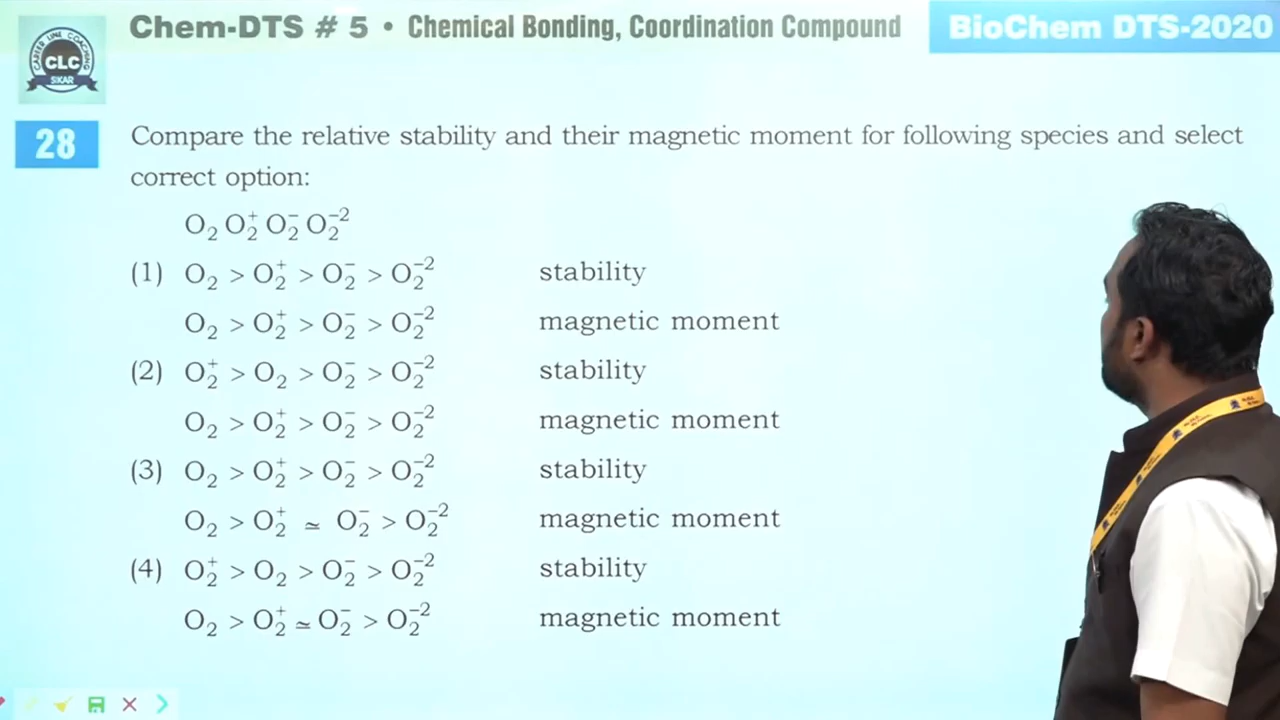 Chem-DTS # 5 • Chemical Bonding, Coordination Compound
BioChem DTS-2020
CAREER LINE COACHING
CLC
SIKAR
28
Compare the relative stability and their magnetic moment for following species and select
correct option:
O₂ O₂⁺ O₂⁻ O₂⁻²
(1) O₂ > O₂⁺ > O₂⁻ > O₂⁻² stability
O₂ > O₂⁺ > O₂⁻ > O₂⁻² magnetic moment
(2) O₂⁺ > O₂ > O₂⁻ > O₂⁻² stability
O₂ > O₂⁺ > O₂⁻ > O₂⁻² magnetic moment
(3) O₂ > O₂⁺ > O₂⁻ > O₂⁻² stability
O₂ > O₂⁺ ≃ O₂⁻ > O₂⁻² magnetic moment
(4) O₂⁺ > O₂ > O₂⁻ > O₂⁻² stability
O₂ > O₂⁺ ≃ O₂⁻ > O₂⁻² magnetic moment